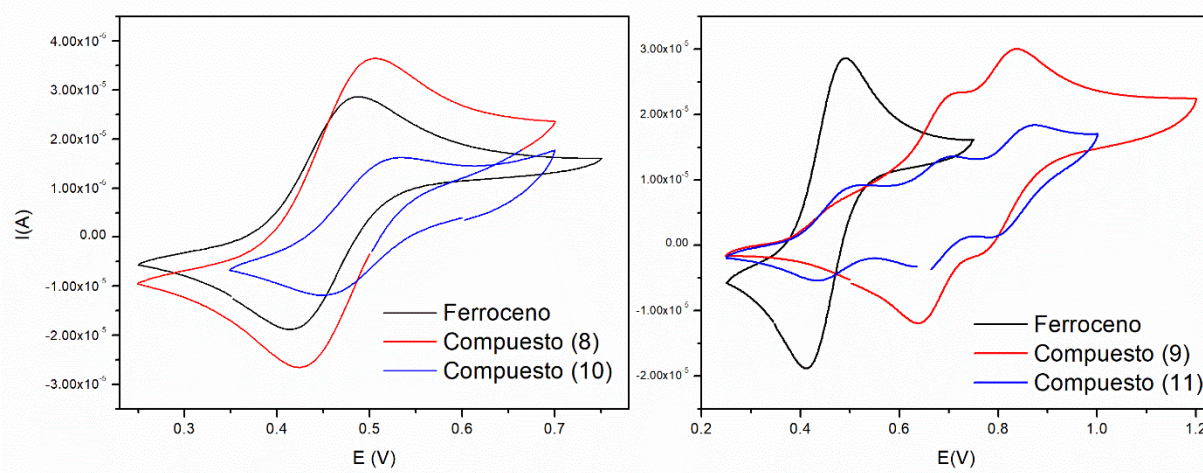 4.00x10⁻⁵
3.00x10⁻⁵
2.00x10⁻⁵
1.00x10⁻⁵
0.00
-1.00x10⁻⁵
-2.00x10⁻⁵
-3.00x10⁻⁵
I(A)
Ferroceno
Compuesto (8)
Compuesto (10)
0.3 0.4 0.5 0.6 0.7
E (V)
3.00x10⁻⁵
2.00x10⁻⁵
1.00x10⁻⁵
0.00
-1.00x10⁻⁵
-2.00x10⁻⁵
Ferroceno
Compuesto (9)
Compuesto (11)
0.2 0.4 0.6 0.8 1.0 1.2
E(V)